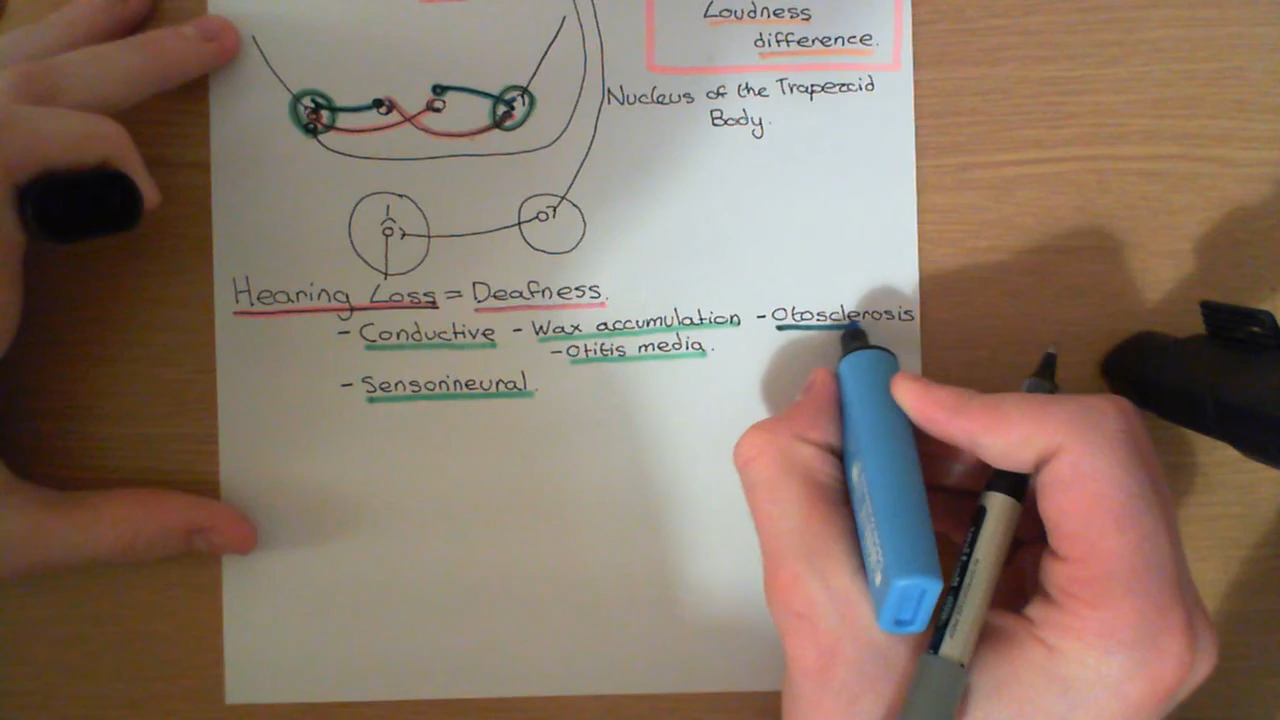 Loudness
difference.
Nucleus of the Trapezoid
Body.
Hearing Loss = Deafness.
- Conductive - Wax accumulation - Otosclerosis
- Otitis media.
- Sensorineural.